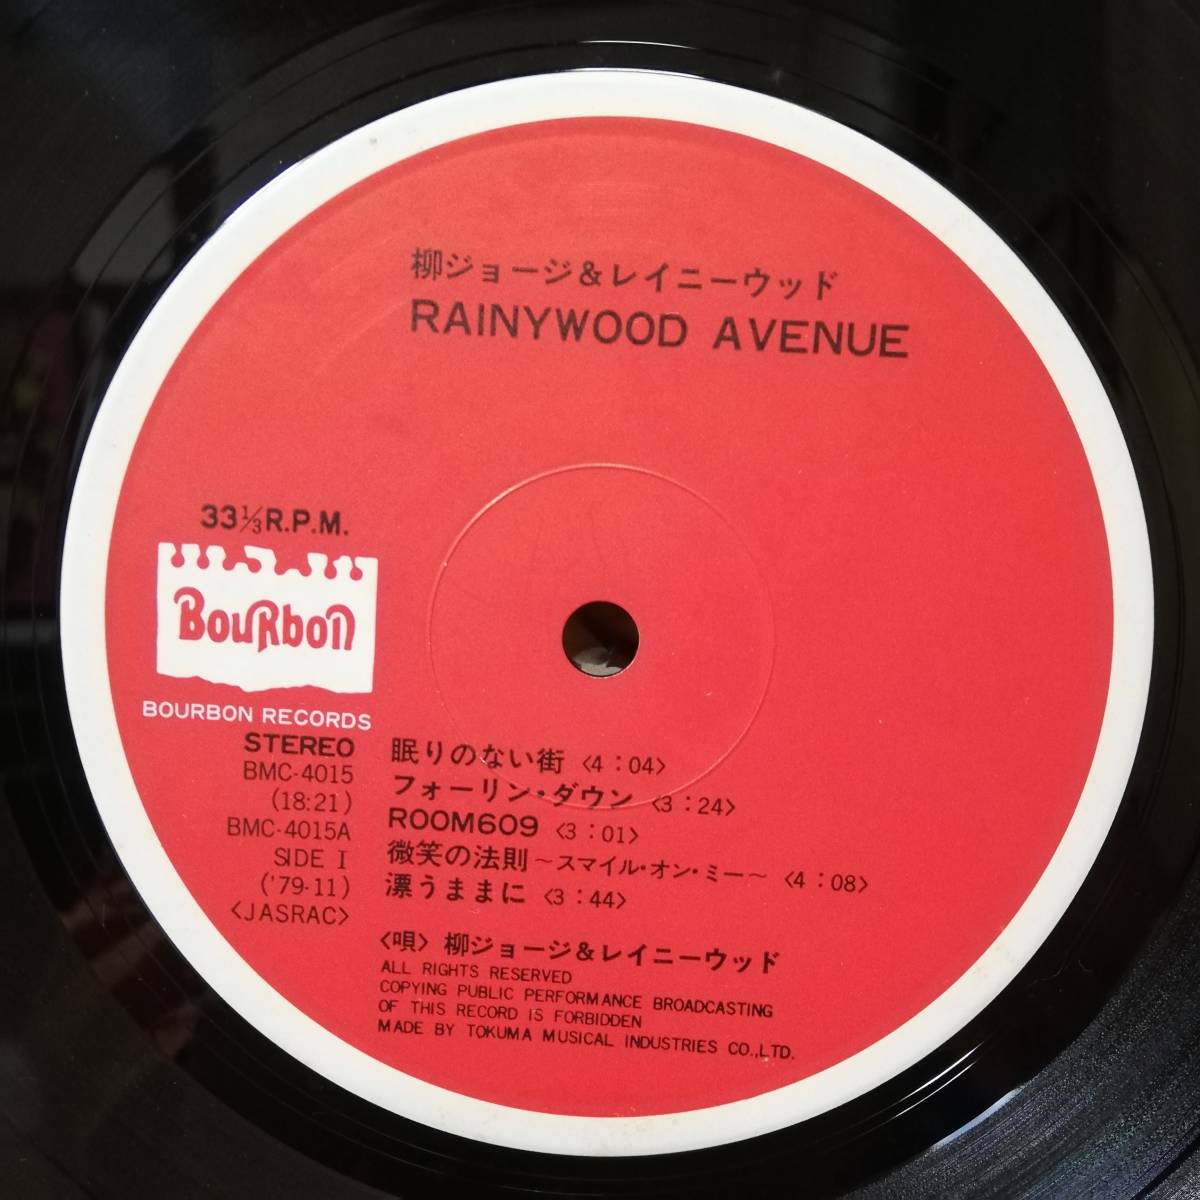 柳ジョージ&レイニーウッド
RAINYWOOD AVENUE
33⅓R.P.M.
BouRbon
BOURBON RECORDS
STEREO
BMC-4015
(18:21)
BMC-4015A
SIDE I
('79-11)
<JASRAC>
眠りのない街 <4:04>
フォーリン・ダウン <3:24>
ROOM609 <3:01>
微笑の法則~スマイル・オン・ミー~ <4:08>
漂うままに <3:44>
<唄> 柳ジョージ&レイニーウッド
ALL RIGHTS RESERVED
COPYING PUBLIC PERFORMANCE BROADCASTING
OF THIS RECORD IS FORBIDDEN
MADE BY TOKUMA MUSICAL INDUSTRIES CO.,LTD.